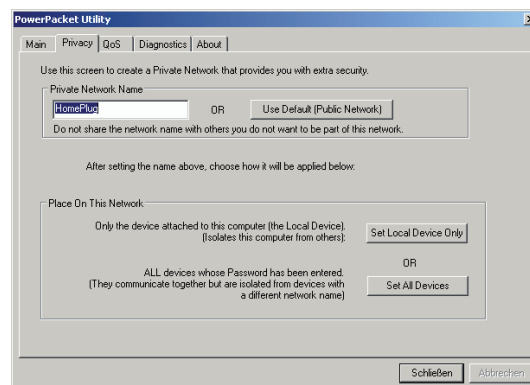 PowerPacket Utility
Main Privacy QoS Diagnostics About
Use this screen to create a Private Network that provides you with extra security.
Private Network Name
HomePlug OR Use Default (Public Network)
Do not share the network name with others you do not want to be part of this network.
After setting the name above, choose how it will be applied below:
Place On This Network
Only the device attached to this computer (the Local Device).
(Isolates this computer from others): Set Local Device Only
OR
ALL devices whose Password has been entered.
(They communicate together but are isolated from devices with
a different network name) Set All Devices
Schließen Abbrechen